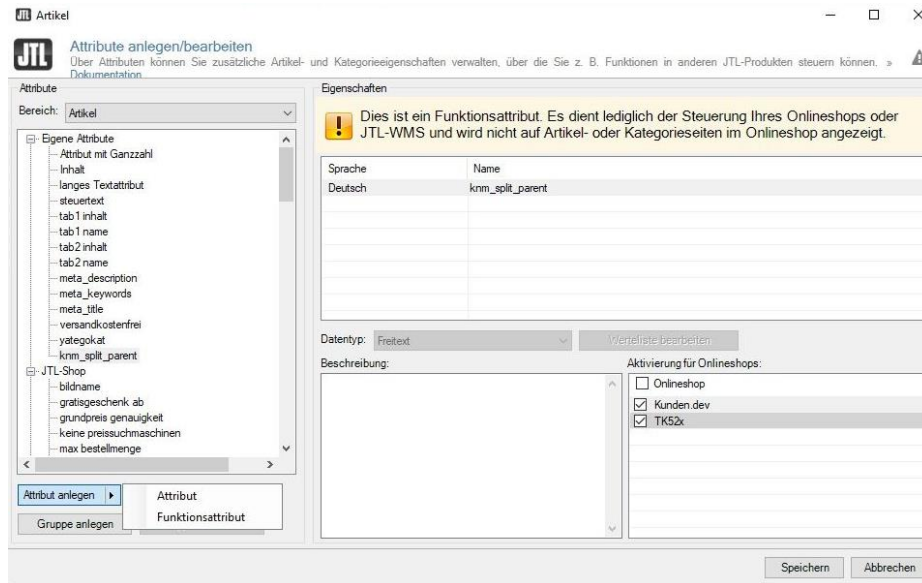 JTL Artikel
JTL
Attribute anlegen/bearbeiten
Über Attributen können Sie zusätzliche Artikel- und Kategorieeigenschaften verwalten, über die Sie z. B. Funktionen in anderen JTL-Produkten steuern können. »
Dokumentation
Attribute
Bereich: Artikel
Eigene Attribute
Attribut mit Ganzzahl
Inhalt
langes Textattribut
steuertext
tab1 inhalt
tab1 name
tab2 inhalt
tab2 name
meta_description
meta_keywords
meta_title
versandkostenfrei
yategokat
knm_split_parent
JTL-Shop
bildname
gratisgeschenk ab
grundpreis genauigkeit
keine preissuchmaschinen
max bestellmenge
Attribut anlegen
Attribut
Funktionsattribut
Gruppe anlegen
Eigenschaften
Dies ist ein Funktionsattribut. Es dient lediglich der Steuerung Ihres Onlineshops oder
JTL-WMS und wird nicht auf Artikel- oder Kategorieseiten im Onlineshop angezeigt.
Sprache Name
Deutsch knm_split_parent
Datentyp: Freitext Werteliste bearbeiten
Beschreibung:
Aktivierung für Onlineshops:
Onlineshop
Kunden.dev
TK52x
Speichern Abbrechen